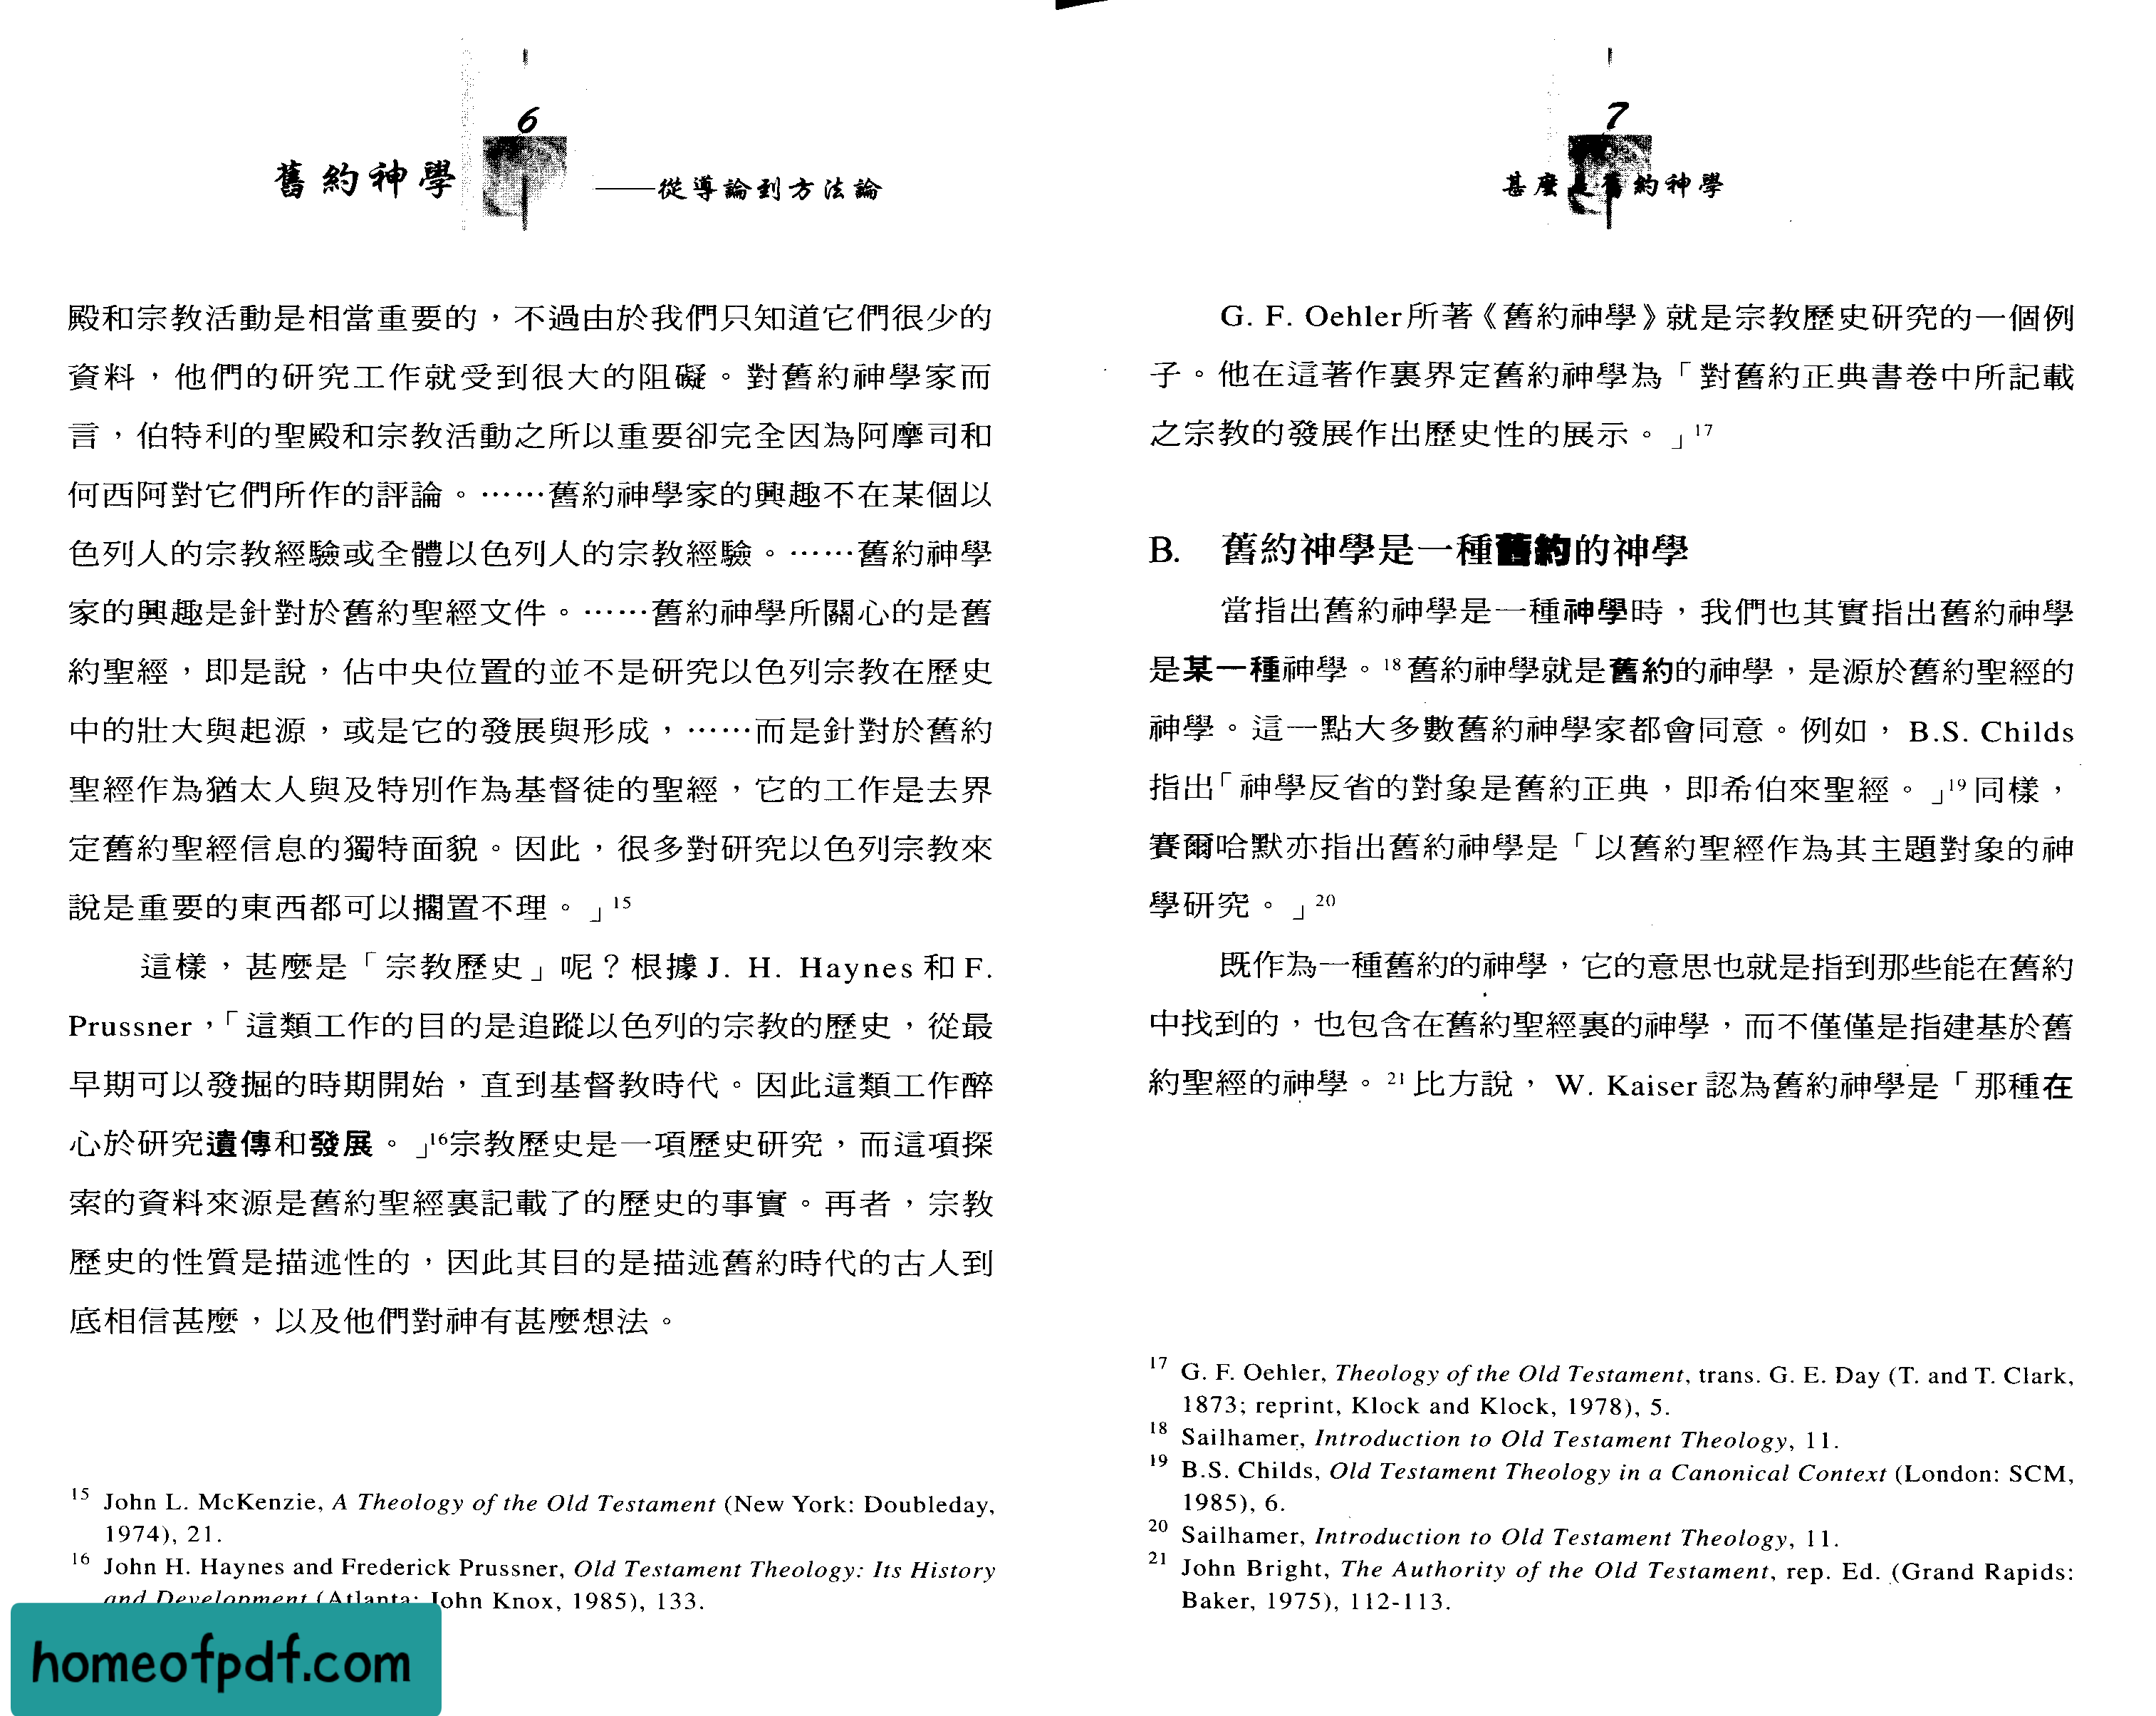 6
舊約神學——從導論到方法論
殿和宗教活動是相當重要的，不過由於我們只知道它們很少的
資料，他們的研究工作就受到很大的阻礙。對舊約神學家而
言，伯特利的聖殿和宗教活動之所以重要卻完全因為阿摩司和
何西阿對它們所作的評論。……舊約神學家的興趣不在某個以
色列人的宗教經驗或全體以色列人的宗教經驗。……舊約神學
家的興趣是針對於舊約聖經文件。……舊約神學所關心的是舊
約聖經，即是說，佔中央位置的並不是研究以色列宗教在歷史
中的壯大與起源，或是它的發展與形成，……而是針對於舊約
聖經作為猶太人與及特別作為基督徒的聖經，它的工作是去界
定舊約聖經信息的獨特面貌。因此，很多對研究以色列宗教來
說是重要的東西都可以擱置不理。」15
這樣，甚麼是「宗教歷史」呢？根據 J. H. Haynes 和 F.
Prussner，「這類工作的目的是追蹤以色列的宗教的歷史，從最
早期可以發掘的時期開始，直到基督教時代。因此這類工作醉
心於研究遺傳和發展。」16宗教歷史是一項歷史研究，而這項探
索的資料來源是舊約聖經裏記載了的歷史的事實。再者，宗教
歷史的性質是描述性的，因此其目的是描述舊約時代的古人到
底相信甚麼，以及他們對神有甚麼想法。
15 John L. McKenzie, A Theology of the Old Testament (New York: Doubleday,
1974), 21.
16 John H. Haynes and Frederick Prussner, Old Testament Theology: Its History
and Development (Atlanta: John Knox, 1985), 133.
homeofpdf.com
7
甚麼是舊約神學
G. F. Oehler所著《舊約神學》就是宗教歷史研究的一個例
子。他在這著作裏界定舊約神學為「對舊約正典書卷中所記載
之宗教的發展作出歷史性的展示。」17
B. 舊約神學是一種舊約的神學
當指出舊約神學是一種神學時，我們也其實指出舊約神學
是某一種神學。18舊約神學就是舊約的神學，是源於舊約聖經的
神學。這一點大多數舊約神學家都會同意。例如，B.S. Childs
指出「神學反省的對象是舊約正典，即希伯來聖經。」19同樣，
賽爾哈默亦指出舊約神學是「以舊約聖經作為其主題對象的神
學研究。」20
既作為一種舊約的神學，它的意思也就是指到那些能在舊約
中找到的，也包含在舊約聖經裏的神學，而不僅僅是指建基於舊
約聖經的神學。21比方說，W. Kaiser認為舊約神學是「那種在
17 G. F. Oehler, Theology of the Old Testament, trans. G. E. Day (T. and T. Clark,
1873; reprint, Klock and Klock, 1978), 5.
18 Sailhamer, Introduction to Old Testament Theology, 11.
19 B.S. Childs, Old Testament Theology in a Canonical Context (London: SCM,
1985), 6.
20 Sailhamer, Introduction to Old Testament Theology, 11.
21 John Bright, The Authority of the Old Testament, rep. Ed. (Grand Rapids:
Baker, 1975), 112-113.